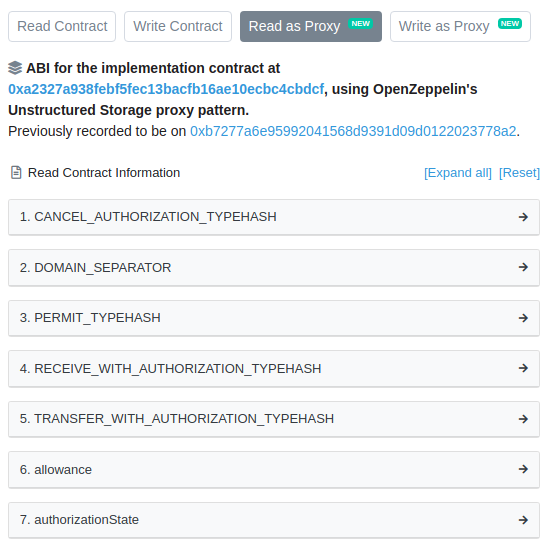 Read Contract Write Contract Read as Proxy NEW Write as Proxy NEW
ABI for the implementation contract at
0xa2327a938febf5fec13bacfb16ae10ecbc4cbdcf, using OpenZeppelin's
Unstructured Storage proxy pattern.
Previously recorded to be on 0xb7277a6e95992041568d9391d09d0122023778a2.
Read Contract Information [Expand all] [Reset]
1. CANCEL_AUTHORIZATION_TYPEHASH
2. DOMAIN_SEPARATOR
3. PERMIT_TYPEHASH
4. RECEIVE_WITH_AUTHORIZATION_TYPEHASH
5. TRANSFER_WITH_AUTHORIZATION_TYPEHASH
6. allowance
7. authorizationState